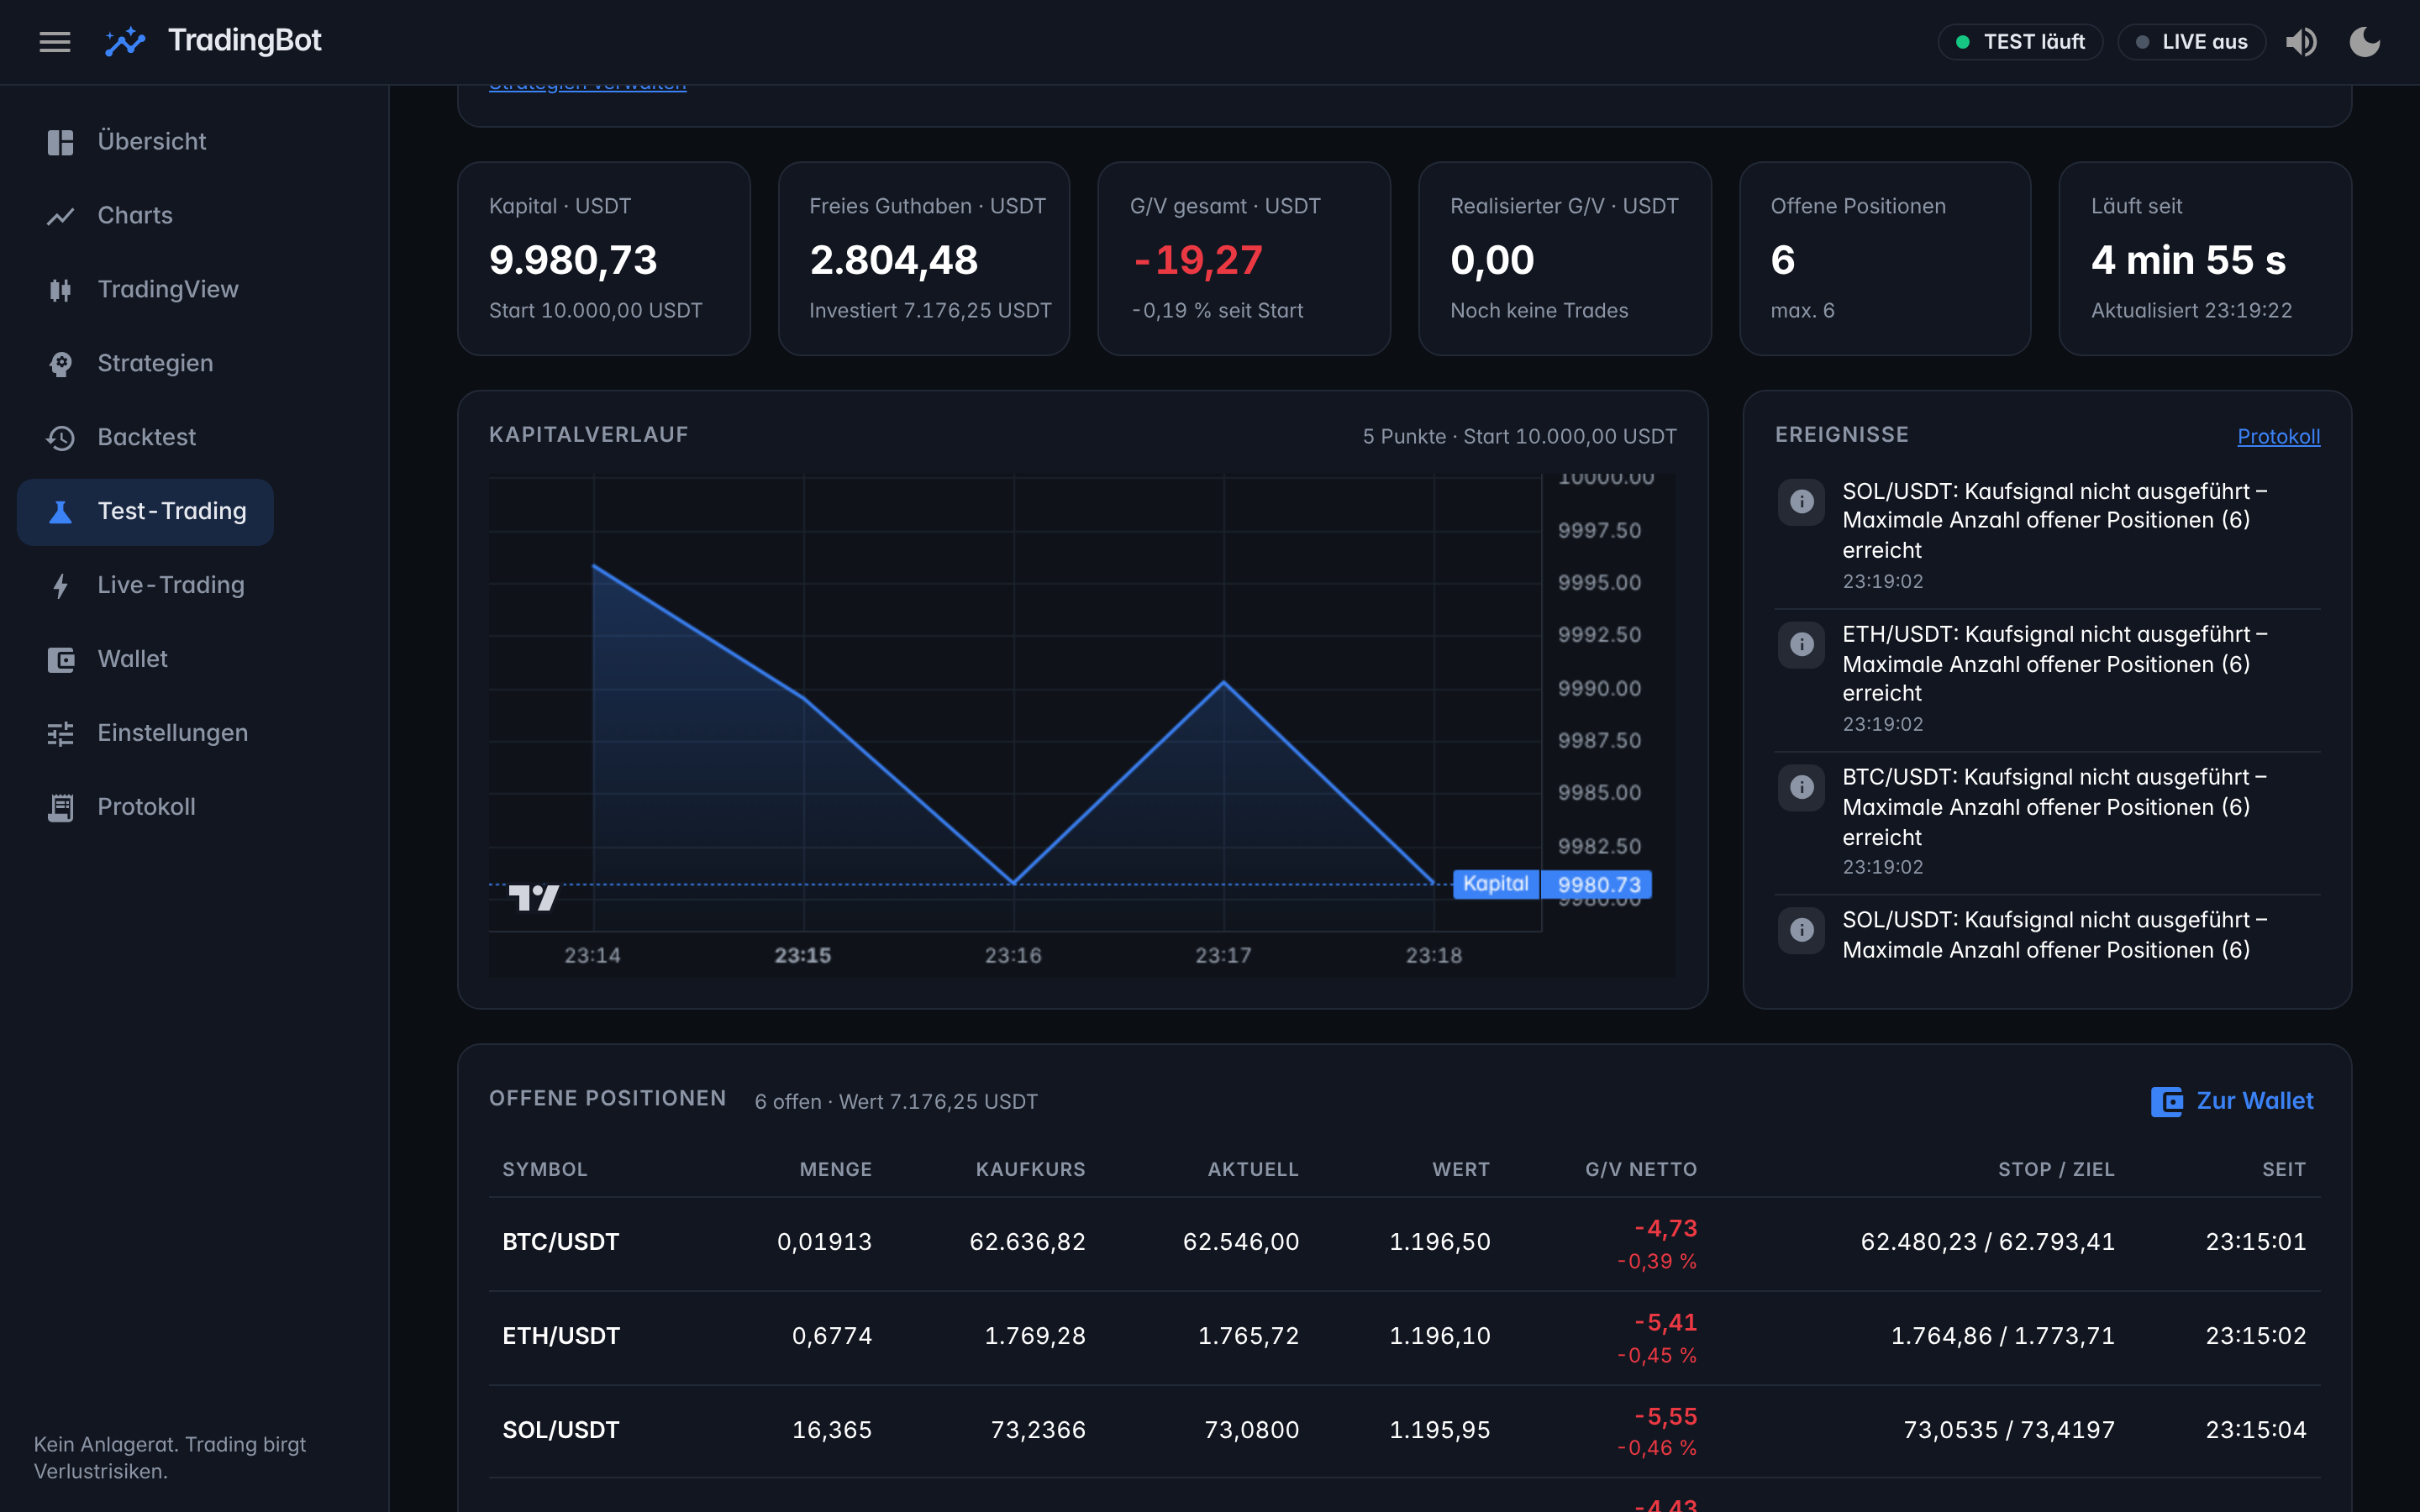 TradingBot
TEST läuft
LIVE aus
Übersicht
Charts
TradingView
Strategien
Backtest
Test-Trading
Live-Trading
Wallet
Einstellungen
Protokoll
Kein Anlagerat. Trading birgt
Verlustrisiken.
Strategien verwalten
Kapital · USDT
9.980,73
Start 10.000,00 USDT
Freies Guthaben · USDT
2.804,48
Investiert 7.176,25 USDT
G/V gesamt · USDT
-19,27
-0,19 % seit Start
Realisierter G/V · USDT
0,00
Noch keine Trades
Offene Positionen
6
max. 6
Läuft seit
4 min 55 s
Aktualisiert 23:19:22
KAPITALVERLAUF
5 Punkte · Start 10.000,00 USDT
10000.00
9997.50
9995.00
9992.50
9990.00
9987.50
9985.00
9982.50
Kapital 9980.73
9980.00
23:14 23:15 23:16 23:17 23:18
EREIGNISSE
Protokoll
SOL/USDT: Kaufsignal nicht ausgeführt –
Maximale Anzahl offener Positionen (6)
erreicht
23:19:02
ETH/USDT: Kaufsignal nicht ausgeführt –
Maximale Anzahl offener Positionen (6)
erreicht
23:19:02
BTC/USDT: Kaufsignal nicht ausgeführt –
Maximale Anzahl offener Positionen (6)
erreicht
23:19:02
SOL/USDT: Kaufsignal nicht ausgeführt –
Maximale Anzahl offener Positionen (6)
OFFENE POSITIONEN 6 offen · Wert 7.176,25 USDT
Zur Wallet
SYMBOL MENGE KAUFKURS AKTUELL WERT G/V NETTO STOP / ZIEL SEIT
BTC/USDT 0,01913 62.636,82 62.546,00 1.196,50 -4,73 62.480,23 / 62.793,41 23:15:01
-0,39 %
ETH/USDT 0,6774 1.769,28 1.765,72 1.196,10 -5,41 1.764,86 / 1.773,71 23:15:02
-0,45 %
SOL/USDT 16,365 73,2366 73,0800 1.195,95 -5,55 73,0535 / 73,4197 23:15:04
-0,46 %
-4,43